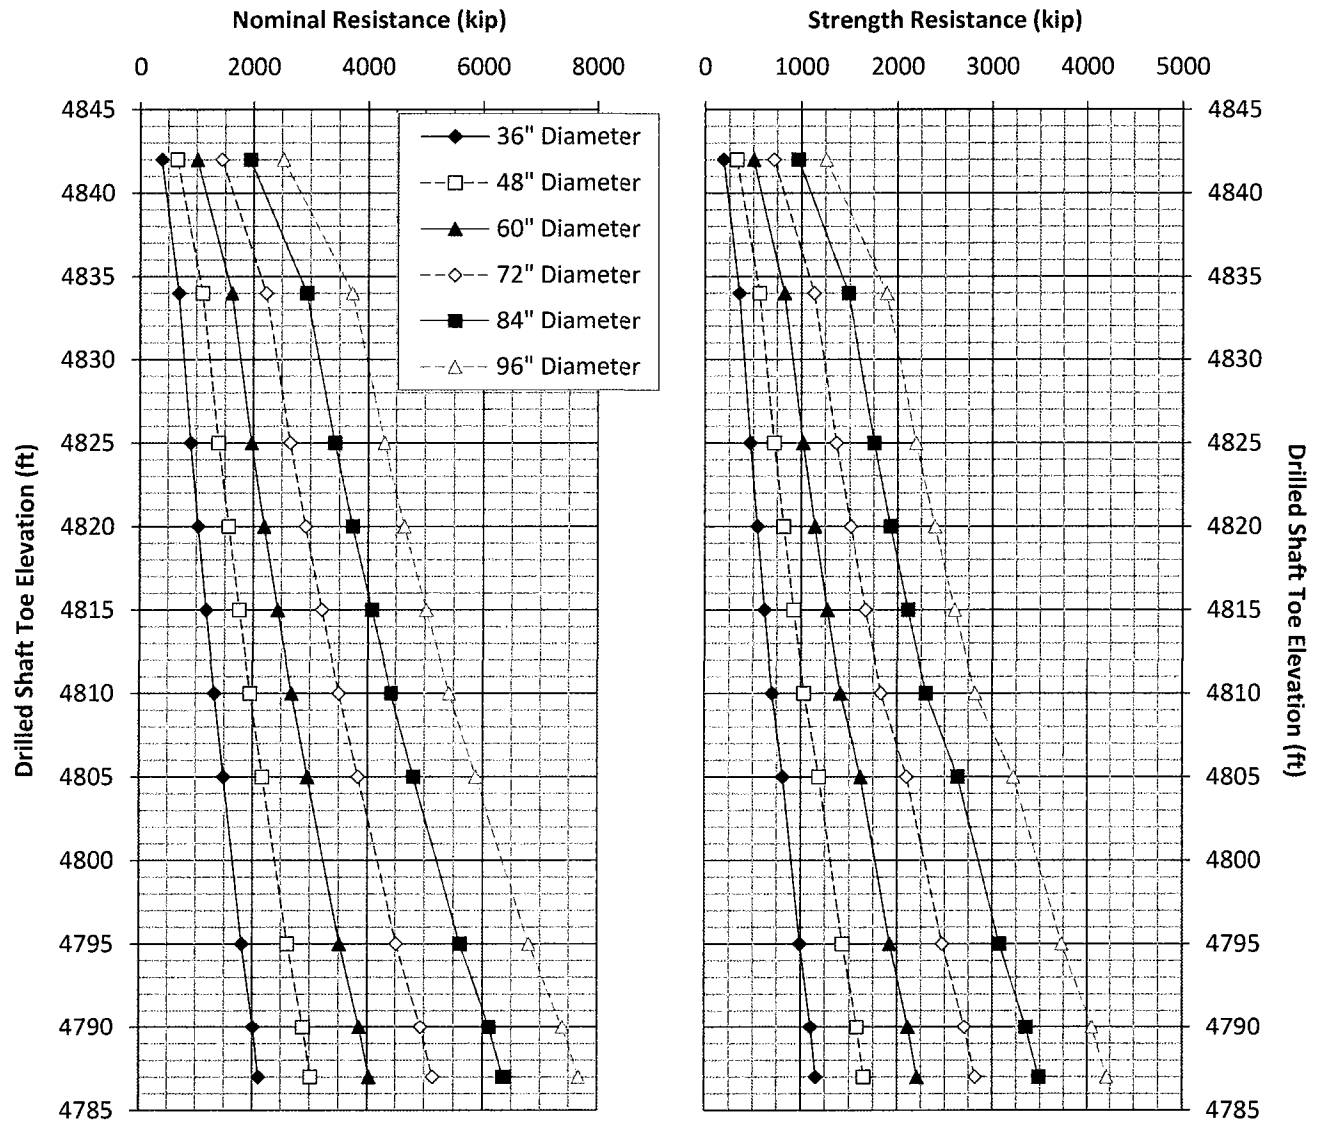 Nominal Resistance (kip)
0 2000 4000 6000 8000
Strength Resistance (kip)
0 1000 2000 3000 4000 5000
Drilled Shaft Toe Elevation (ft)
4845
4840
4835
4830
4825
4820
4815
4810
4805
4800
4795
4790
4785
36" Diameter
48" Diameter
60" Diameter
72" Diameter
84" Diameter
96" Diameter
4845
4840
4835
4830
4825
4820
4815
4810
4805
4800
4795
4790
4785
Drilled Shaft Toe Elevation (ft)